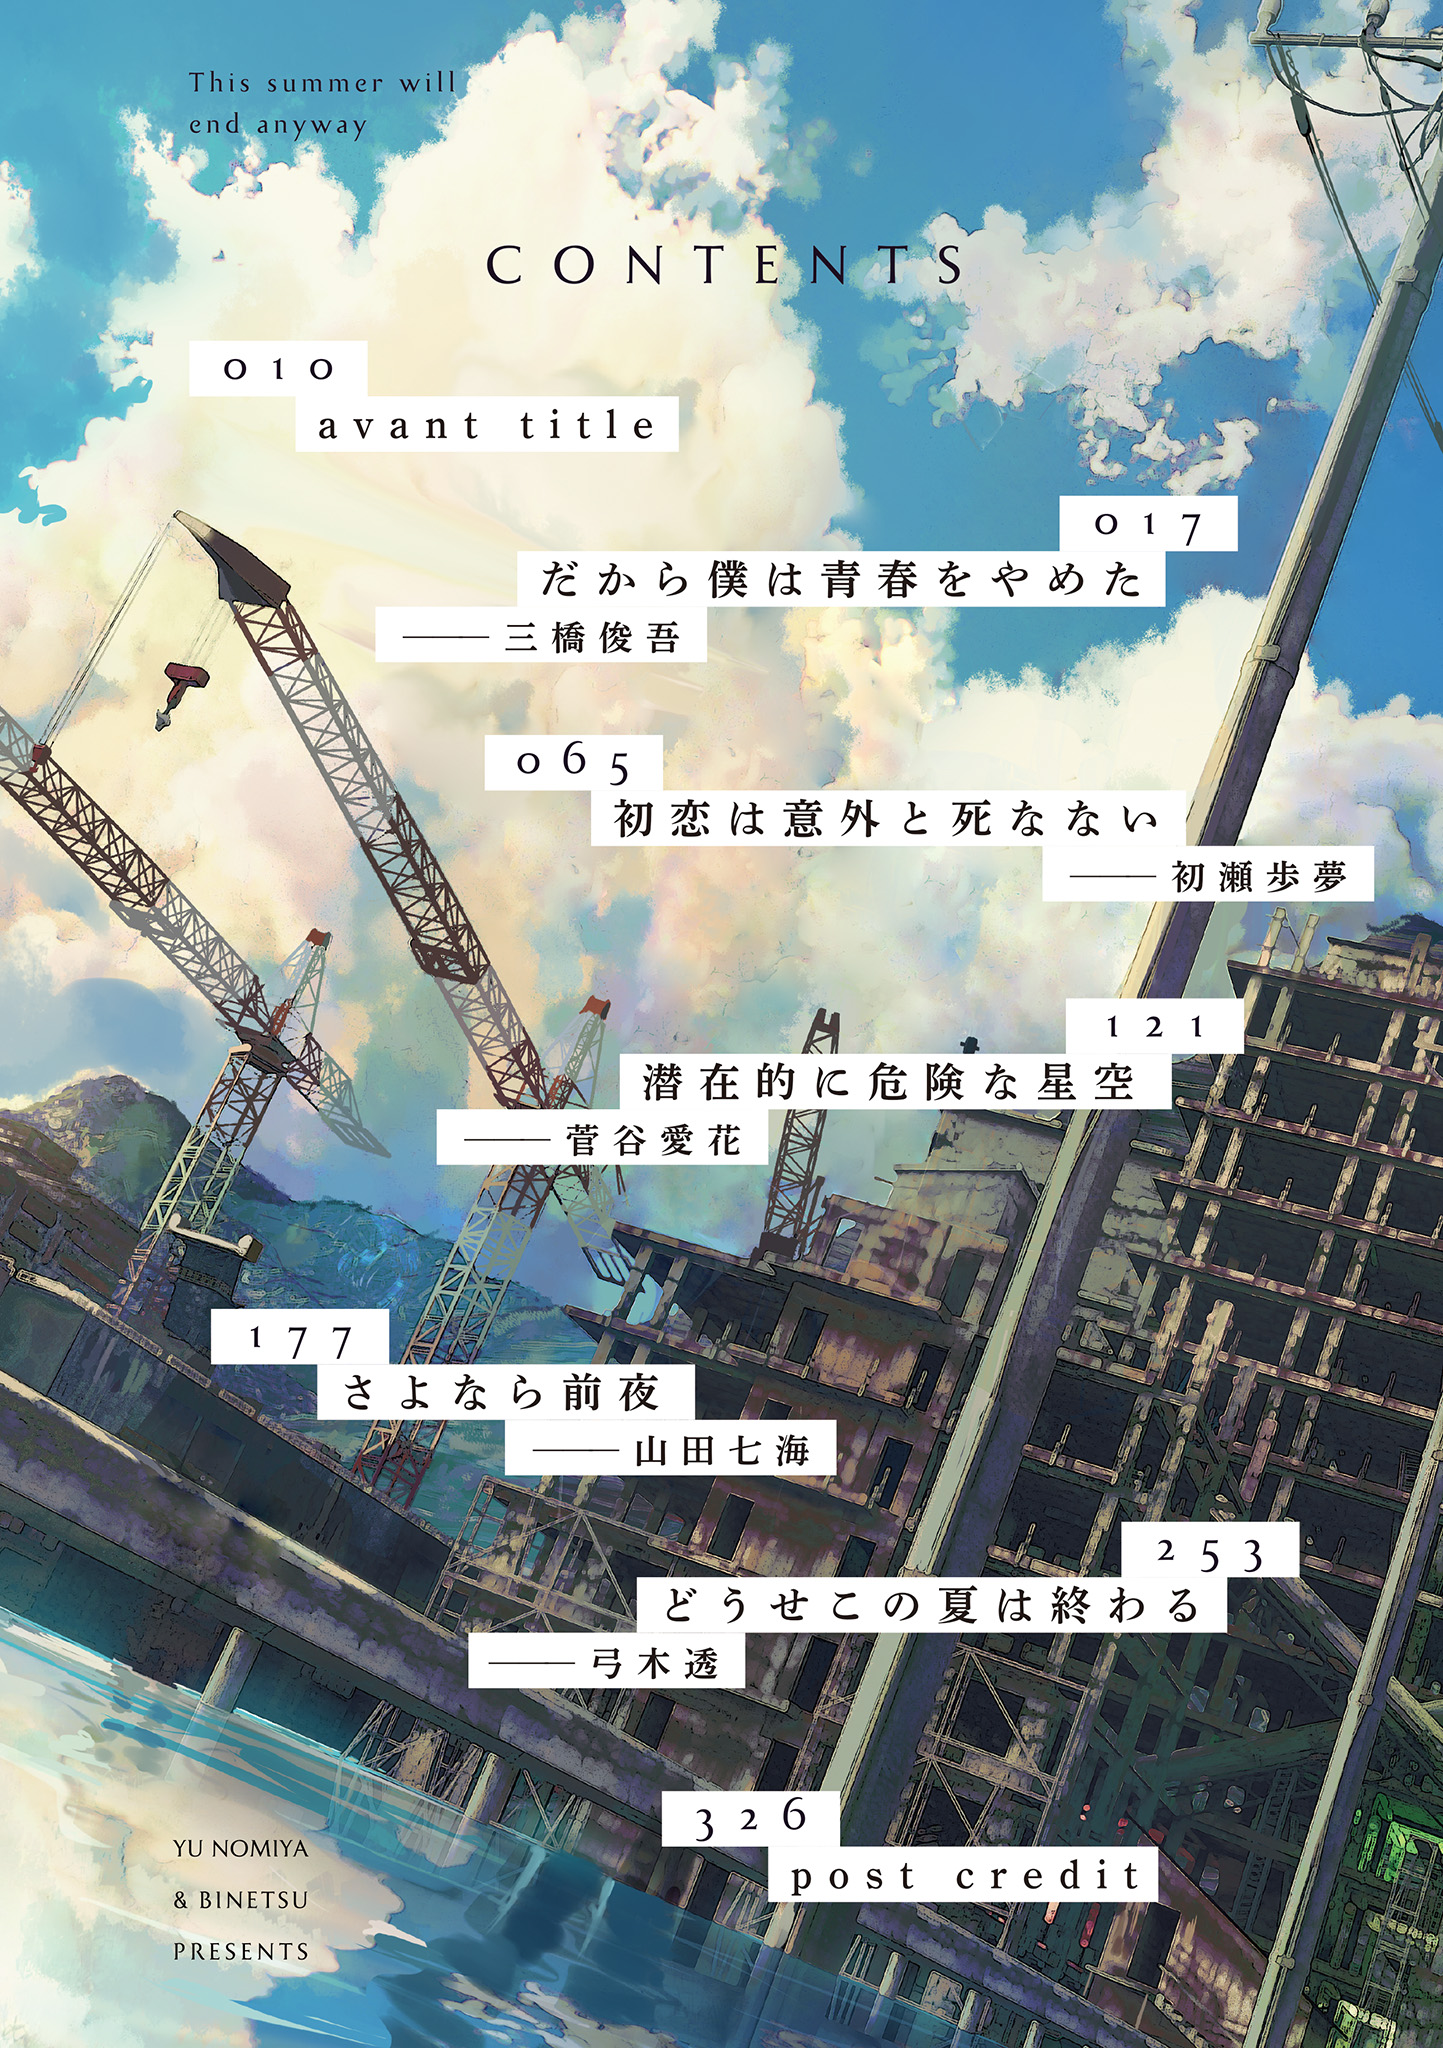 This summer will
end anyway
CONTENTS
010
avant title
017
だから僕は青春をやめた
――三橋俊吾
065
初恋は意外と死なない
――初瀬歩夢
121
潜在的に危険な星空
――菅谷愛花
177
さよなら前夜
――山田七海
253
どうせこの夏は終わる
――弓木透
326
post credit
YU NOMIYA
& BINETSU
PRESENTS